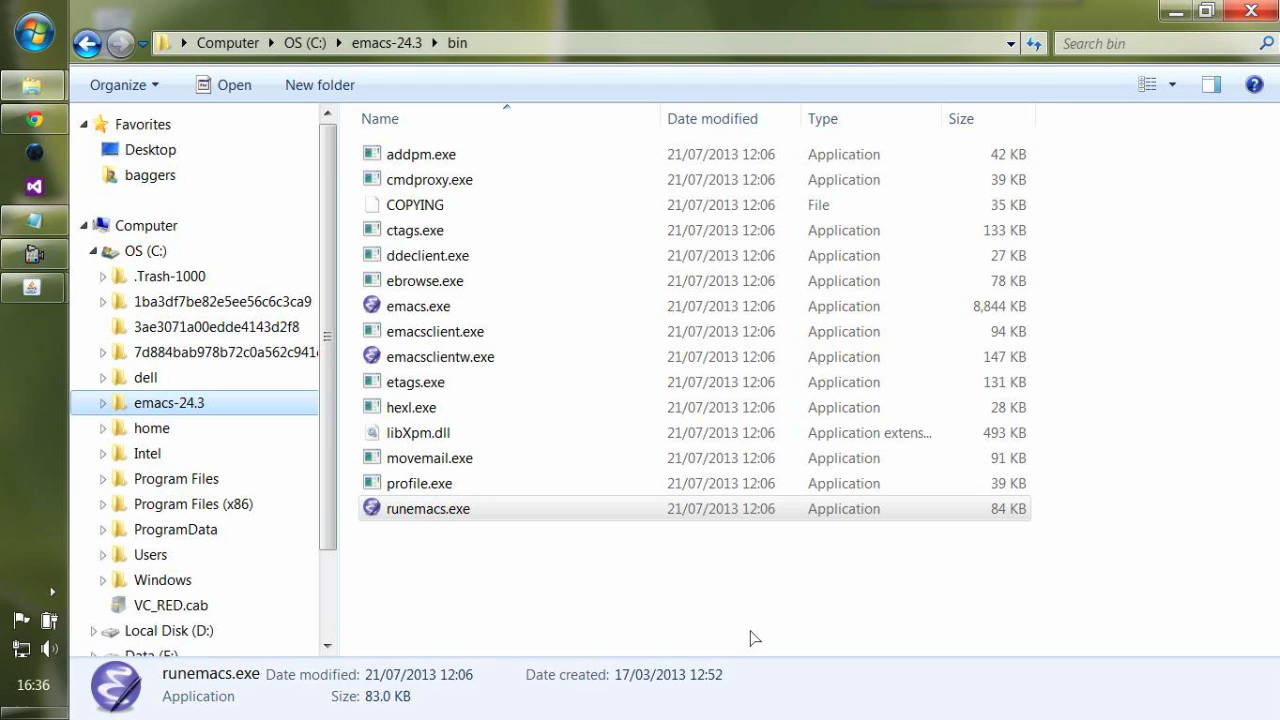 Computer OS (C:) emacs-24.3 bin
Search bin
Organize Open New folder
Favorites
Desktop
baggers
Computer
OS (C:)
.Trash-1000
1ba3df7be82e5ee56c6c3ca9
3ae3071a00edde4143d2f8
7d884bab978b72c0a562c941
dell
emacs-24.3
home
Intel
Program Files
Program Files (x86)
ProgramData
Users
Windows
VC_RED.cab
Local Disk (D:)
Data (E:)
Name Date modified Type Size
addpm.exe 21/07/2013 12:06 Application 42 KB
cmdproxy.exe 21/07/2013 12:06 Application 39 KB
COPYING 21/07/2013 12:06 File 35 KB
ctags.exe 21/07/2013 12:06 Application 133 KB
ddeclient.exe 21/07/2013 12:06 Application 27 KB
ebrowse.exe 21/07/2013 12:06 Application 78 KB
emacs.exe 21/07/2013 12:06 Application 8,844 KB
emacsclient.exe 21/07/2013 12:06 Application 94 KB
emacsclientw.exe 21/07/2013 12:06 Application 147 KB
etags.exe 21/07/2013 12:06 Application 131 KB
hexl.exe 21/07/2013 12:06 Application 28 KB
libXpm.dll 21/07/2013 12:06 Application extens... 493 KB
movemail.exe 21/07/2013 12:06 Application 91 KB
profile.exe 21/07/2013 12:06 Application 39 KB
runemacs.exe 21/07/2013 12:06 Application 84 KB
runemacs.exe Date modified: 21/07/2013 12:06 Date created: 17/03/2013 12:52
Application Size: 83.0 KB
16:36